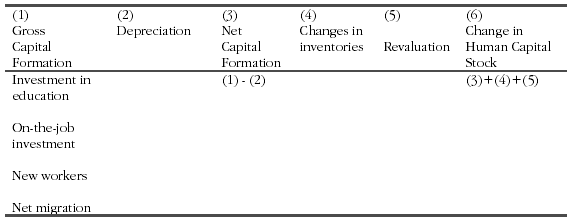 (1) (2) (3) (4) (5) (6)
Gross Depreciation Net Changes in Change in
Capital Capital inventories Revaluation Human Capital
Formation Formation Stock
Investment in (1) - (2) (3)+(4)+(5)
education
On-the-job
investment
New workers
Net migration